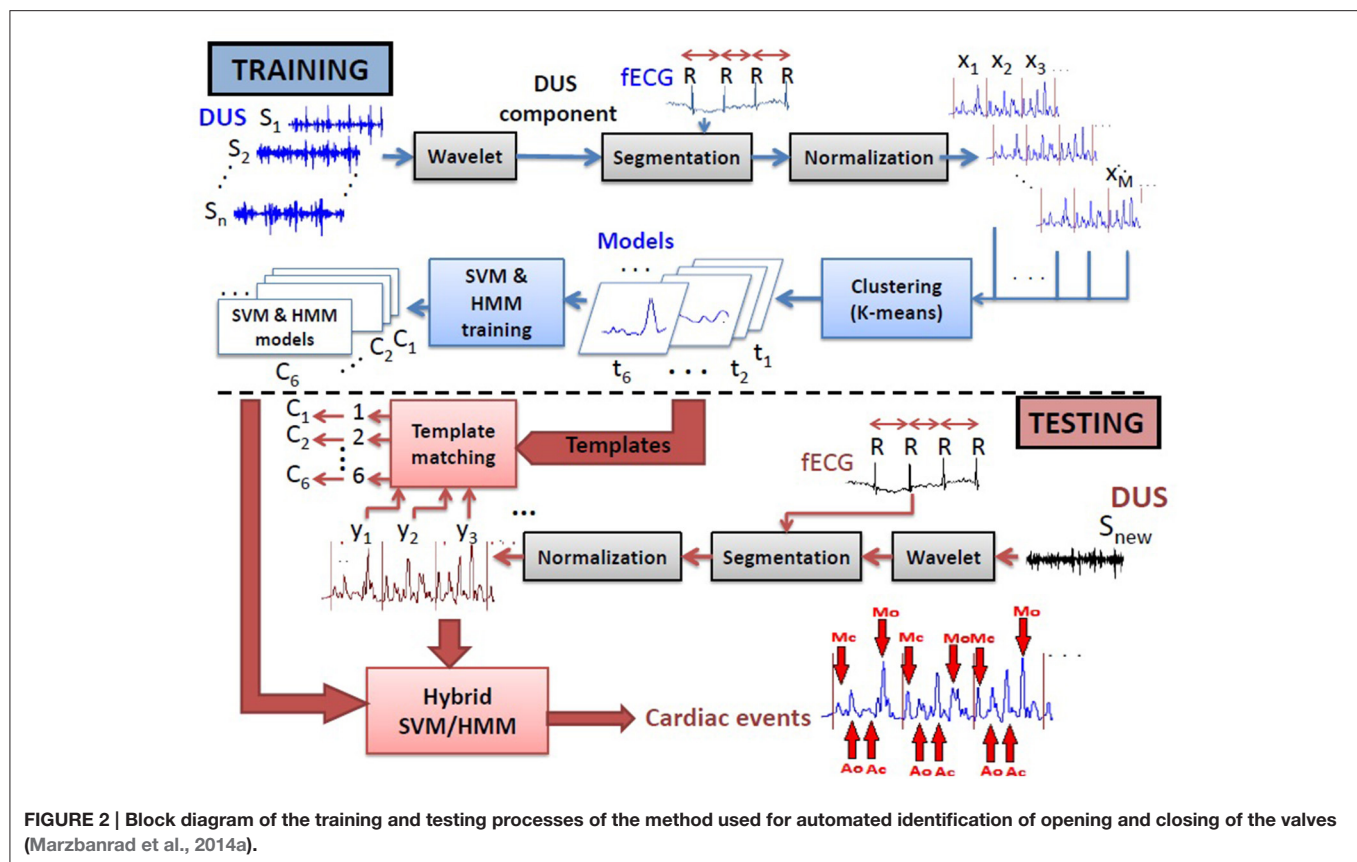 TRAINING
DUS
S1
S2
Sn
Wavelet
DUS
component
fECG
R R R R
Segmentation
Normalization
x1 x2 x3 ...
xM ...
Models
...
SVM &
HMM
training
Clustering
(K-means)
...
SVM & HMM
models
C6 ... C2 C1
t6 ... t2 t1
TESTING
C1 1
C2 2
C6 6
Template
matching
Templates
fECG
R R R R
DUS
Snew
y1 y2 y3 ...
Normalization
Segmentation
Wavelet
Hybrid
SVM/HMM
Cardiac events
Mc Mo Mc Mo Mc Mo
Ao Ac Ao Ac Ao Ac
FIGURE 2 | Block diagram of the training and testing processes of the method used for automated identification of opening and closing of the valves
(Marzbanrad et al., 2014a).